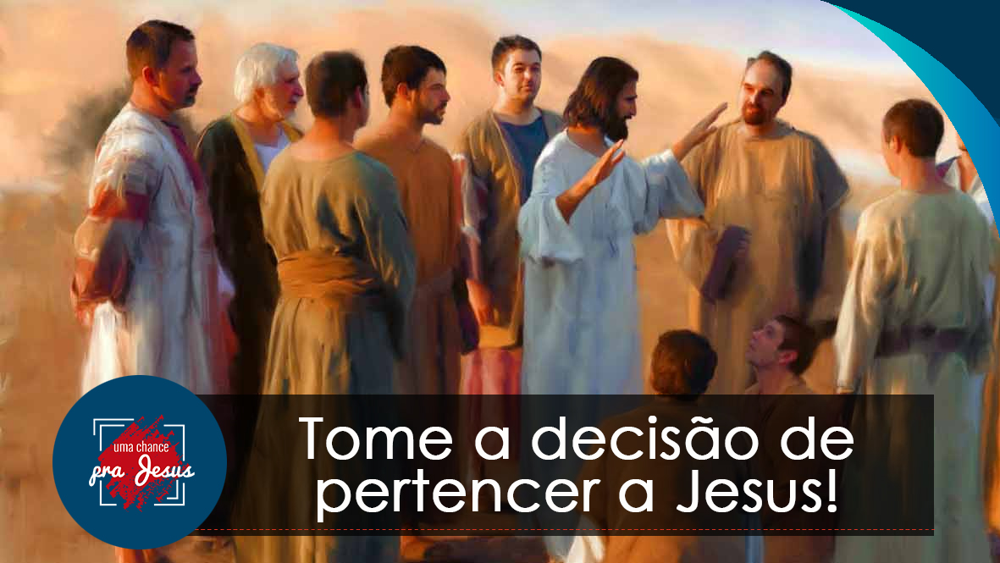 uma chance
pra Jesus
Tome a decisão de
pertencer a Jesus!